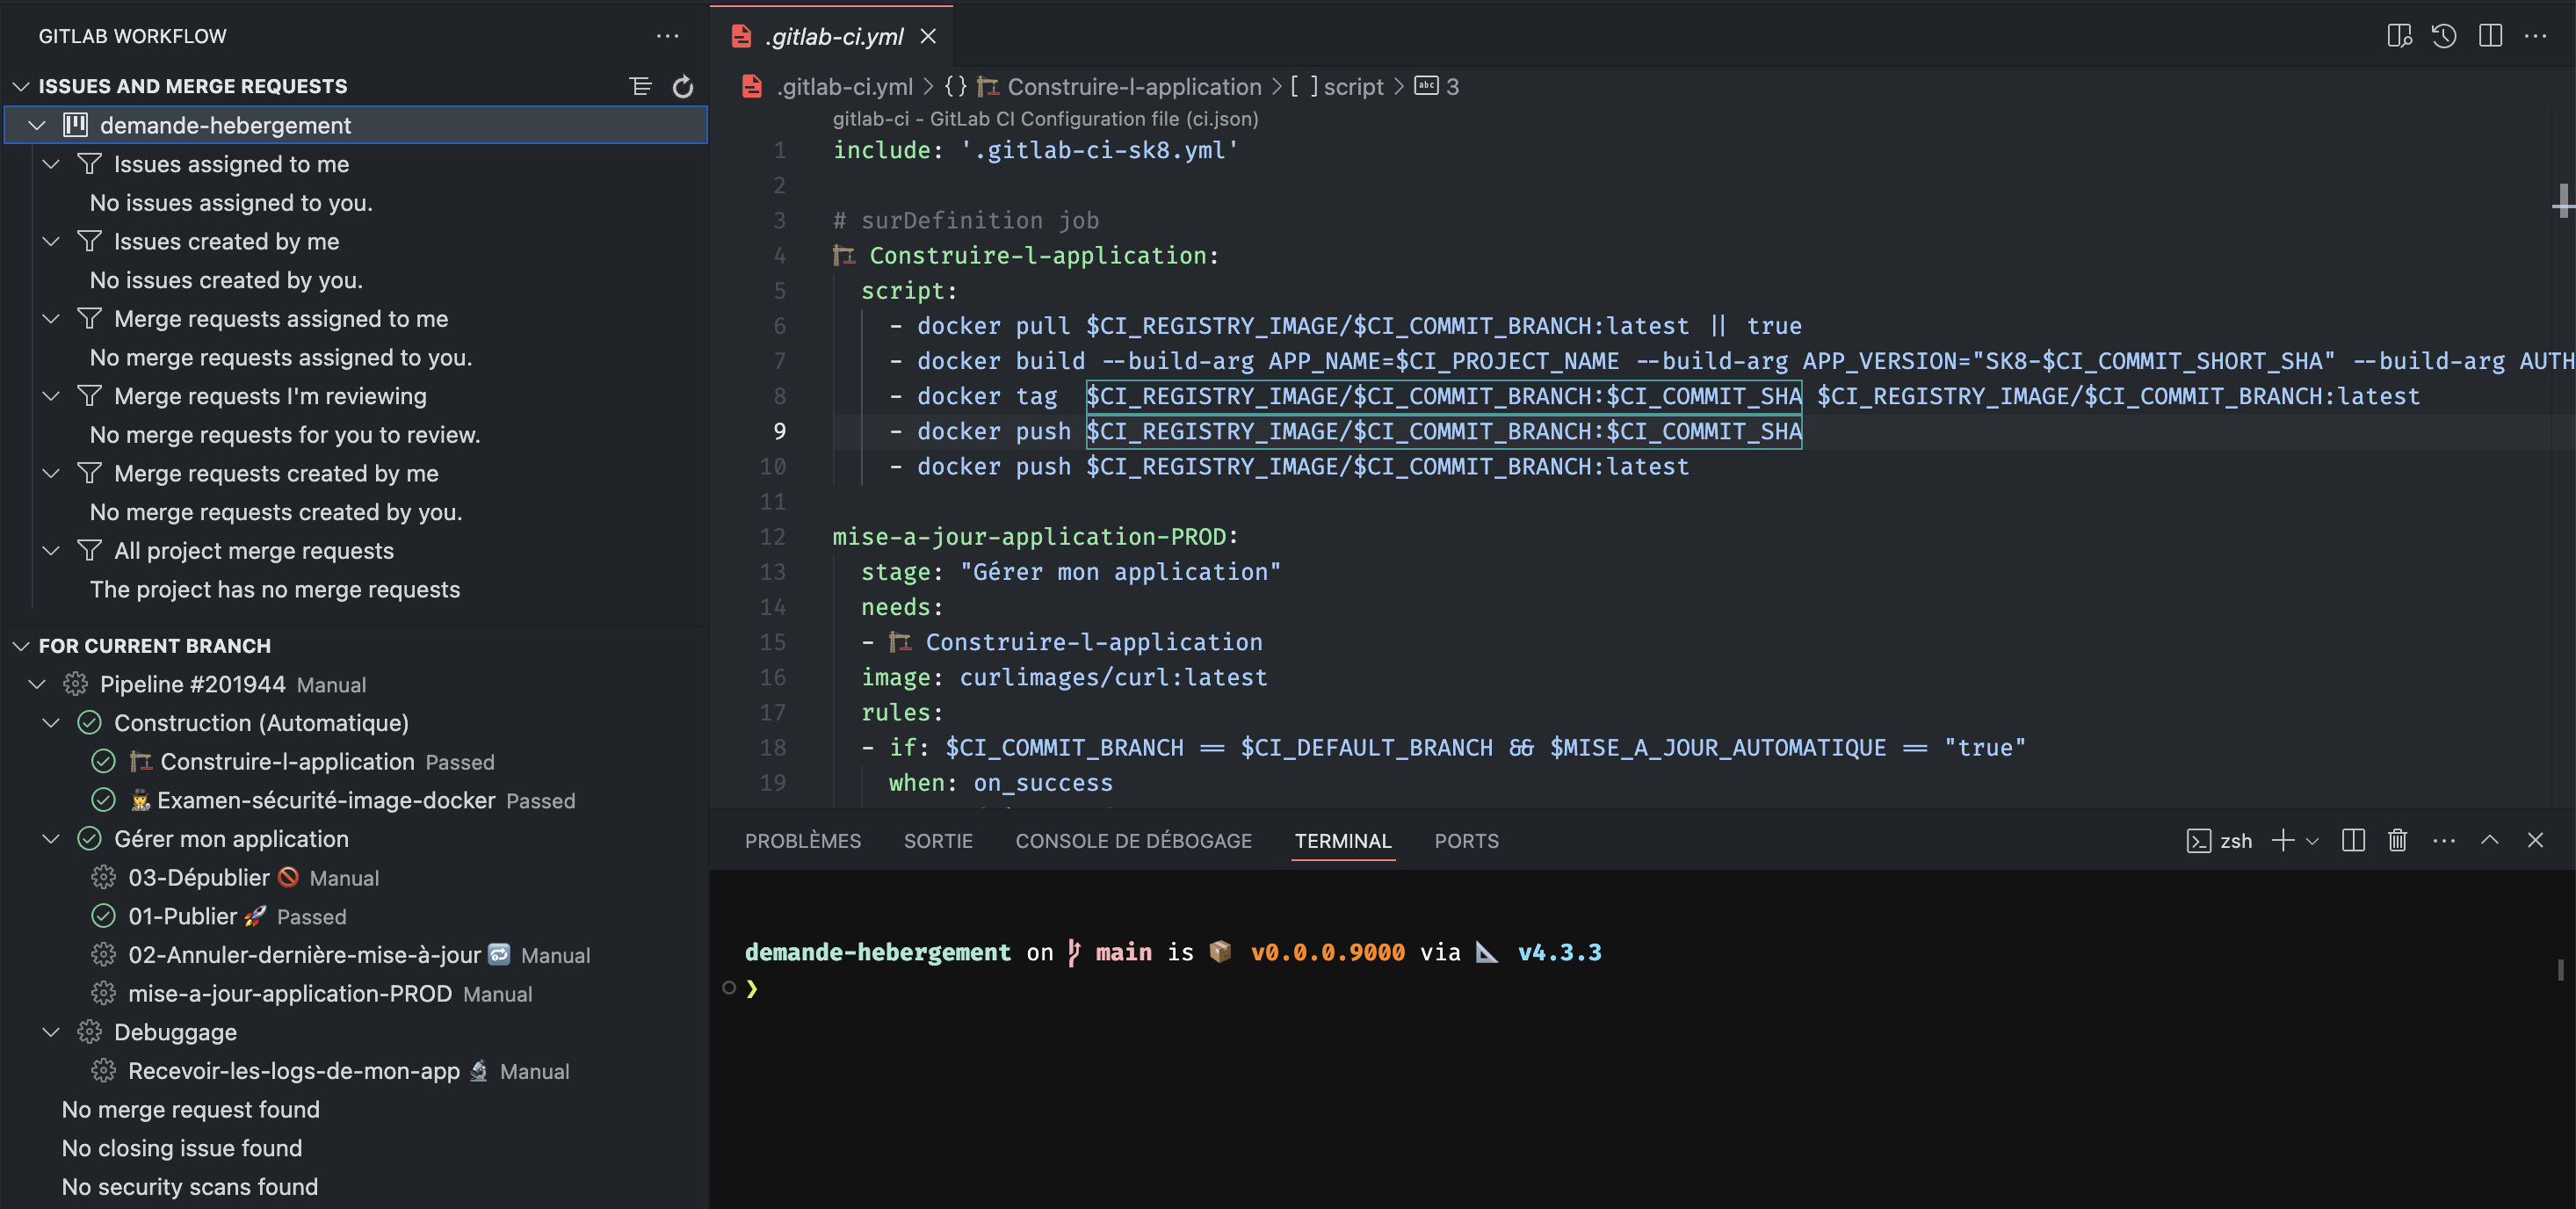 GITLAB WORKFLOW
ISSUES AND MERGE REQUESTS
demande-hebergement
Issues assigned to me
No issues assigned to you.
Issues created by me
No issues created by you.
Merge requests assigned to me
No merge requests assigned to you.
Merge requests I'm reviewing
No merge requests for you to review.
Merge requests created by me
No merge requests created by you.
All project merge requests
The project has no merge requests
FOR CURRENT BRANCH
Pipeline #201944 Manual
Construction (Automatique)
🏗️ Construire-l-application Passed
🕵️ Examen-sécurité-image-docker Passed
Gérer mon application
03-Dépublier 🚫 Manual
01-Publier 🚀 Passed
02-Annuler-dernière-mise-à-jour 🔁 Manual
mise-a-jour-application-PROD Manual
Debuggage
Recevoir-les-logs-de-mon-app 🔬 Manual
No merge request found
No closing issue found
No security scans found
.gitlab-ci.yml
.gitlab-ci.yml > {} 🏗️ Construire-l-application > [ ] script > abc 3
gitlab-ci - GitLab CI Configuration file (ci.json)
1 include: '.gitlab-ci-sk8.yml'
2
3 # surDefinition job
4 🏗️ Construire-l-application:
5 script:
6 - docker pull $CI_REGISTRY_IMAGE/$CI_COMMIT_BRANCH:latest || true
7 - docker build --build-arg APP_NAME=$CI_PROJECT_NAME --build-arg APP_VERSION="SK8-$CI_COMMIT_SHORT_SHA" --build-arg AUTH
8 - docker tag $CI_REGISTRY_IMAGE/$CI_COMMIT_BRANCH:$CI_COMMIT_SHA $CI_REGISTRY_IMAGE/$CI_COMMIT_BRANCH:latest
9 - docker push $CI_REGISTRY_IMAGE/$CI_COMMIT_BRANCH:$CI_COMMIT_SHA
10 - docker push $CI_REGISTRY_IMAGE/$CI_COMMIT_BRANCH:latest
11
12 mise-a-jour-application-PROD:
13 stage: "Gérer mon application"
14 needs:
15 - 🏗️ Construire-l-application
16 image: curlimages/curl:latest
17 rules:
18 - if: $CI_COMMIT_BRANCH == $CI_DEFAULT_BRANCH && $MISE_A_JOUR_AUTOMATIQUE == "true"
19 when: on_success
PROBLÈMES SORTIE CONSOLE DE DÉBOGAGE TERMINAL PORTS
zsh
demande-hebergement on main is 📦 v0.0.0.9000 via 📐 v4.3.3
❯